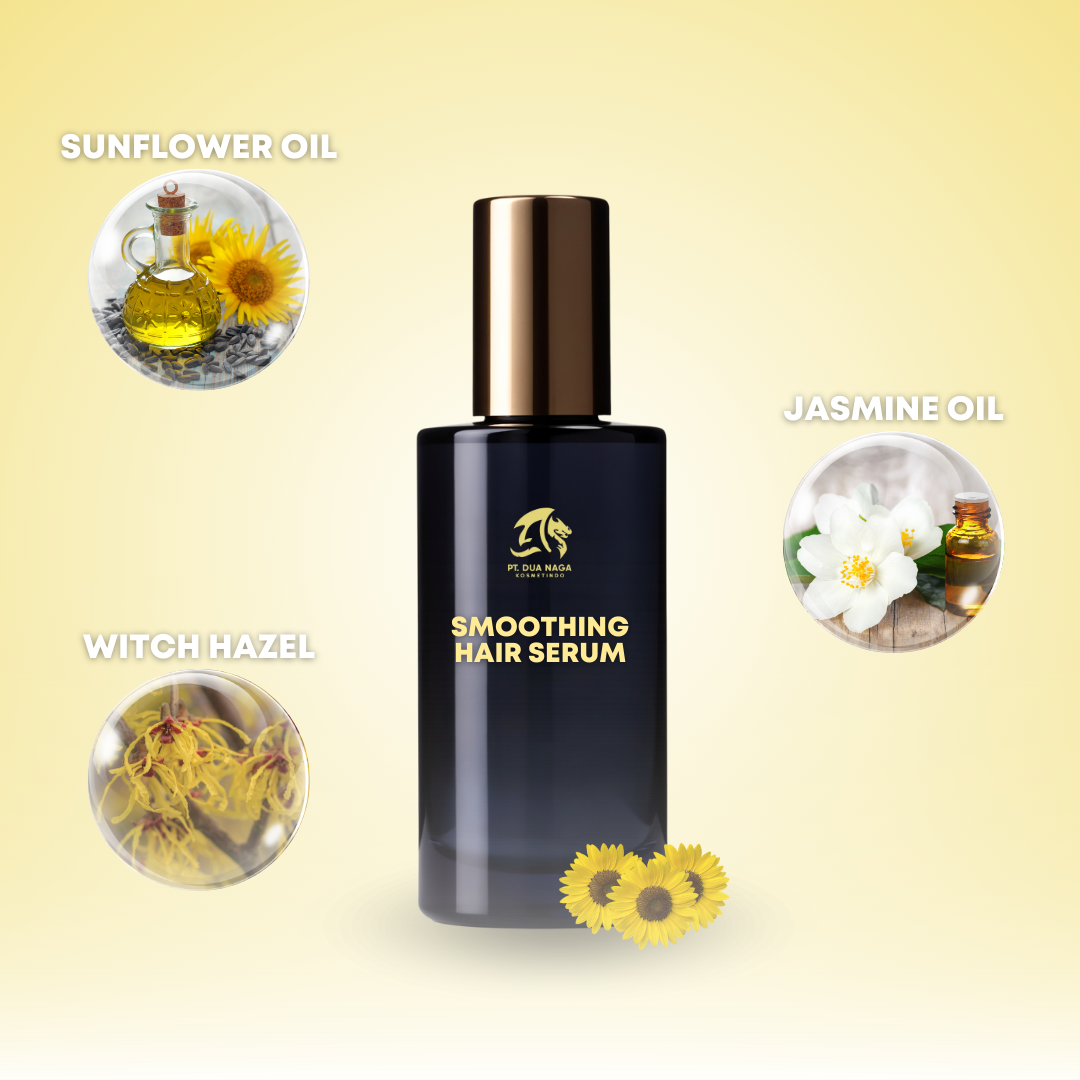 SUNFLOWER OIL
JASMINE OIL
PT. DUA NAGA
KOSMETINDO
SMOOTHING
HAIR SERUM
WITCH HAZEL